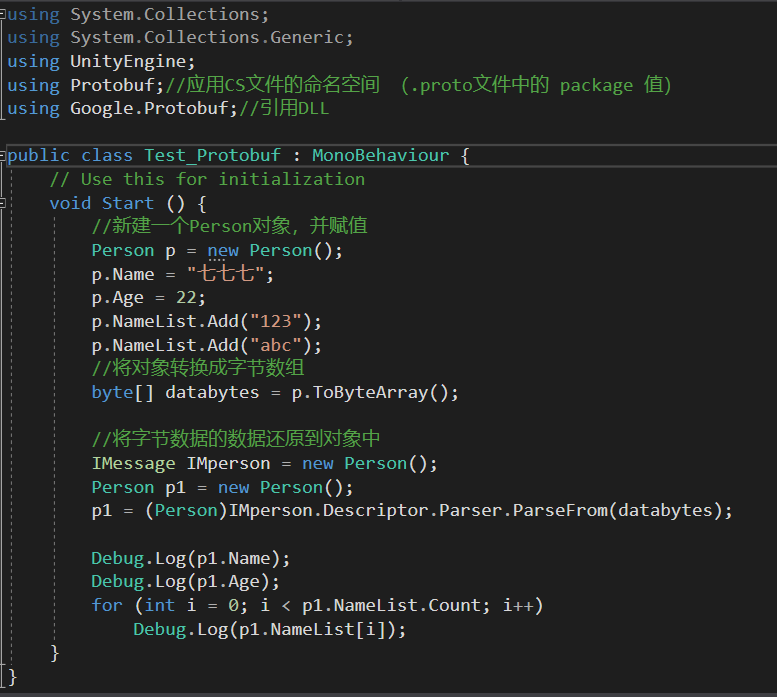 using System.Collections;
using System.Collections.Generic;
using UnityEngine;
using Protobuf;//应用CS文件的命名空间 (.proto文件中的 package 值)
using Google.Protobuf;//引用DLL
public class Test_Protobuf : MonoBehaviour {
// Use this for initialization
void Start () {
//新建一个Person对象，并赋值
Person p = new Person();
p.Name = "七七七";
p.Age = 22;
p.NameList.Add("123");
p.NameList.Add("abc");
//将对象转换成字节数组
byte[] databytes = p.ToByteArray();
//将字节数据的数据还原到对象中
IMessage IMperson = new Person();
Person p1 = new Person();
p1 = (Person)IMperson.Descriptor.Parser.ParseFrom(databytes);
Debug.Log(p1.Name);
Debug.Log(p1.Age);
for (int i = 0; i < p1.NameList.Count; i++)
Debug.Log(p1.NameList[i]);
}
}